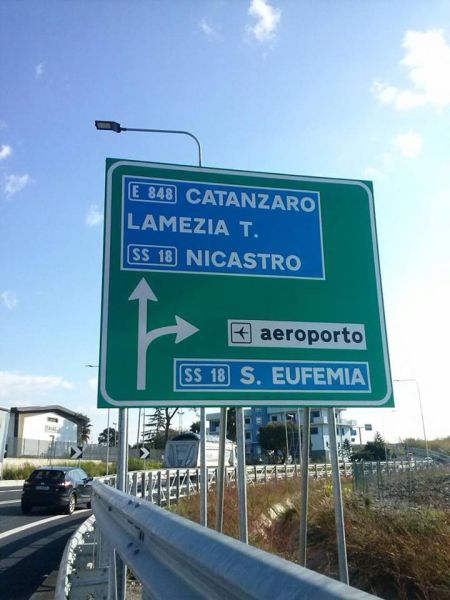 E 848 CATANZARO
LAMEZIA T.
SS 18 NICASTRO
aeroporto
SS 18 S. EUFEMIA